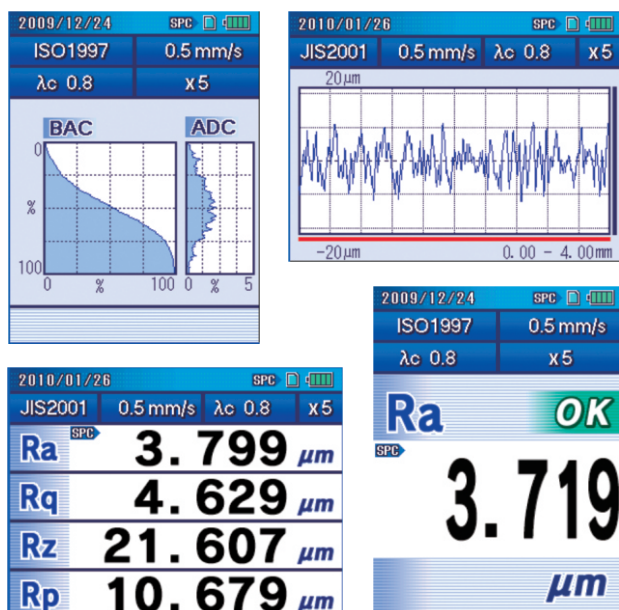 2009/12/24 SPC
ISO1997 0.5 mm/s
λc 0.8 x5
BAC ADC
0
%
100
0 % 100 0 % 5
2010/01/26 SPC
JIS2001 0.5 mm/s λc 0.8 x5
20µm
-20µm 0.00 - 4.00mm
2010/01/26 SPC
JIS2001 0.5 mm/s λc 0.8 x5
Ra SPC 3.799 µm
Rq 4.629 µm
Rz 21.607 µm
Rp 10.679 µm
2009/12/24 SPC
ISO1997 0.5 mm/s
λc 0.8 x5
Ra OK
SPC
3.719
µm